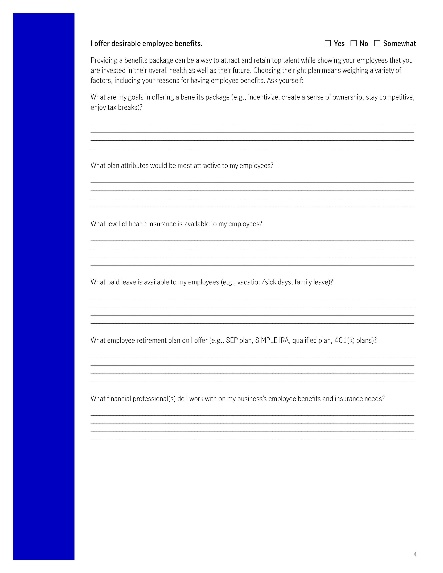 I offer desirable employee benefits. ☐ Yes ☐ No ☐ Somewhat
Providing a benefits package can be a way to attract and retain top talent while showing your employees that you
are invested in their overall health as well as their future. Choosing the right plan means weighing a variety of
factors, including your reasons for having employee benefits. Ask yourself:
What are my goals in offering a benefits package (e.g., incentivize, create a sense of ownership, stay competitive,
enjoy tax breaks)?
What plan attributes would be most attractive to my employees?
What level of health insurance is available to my employees?
What paid leave is available to my employees (e.g., vacation/sick days, family leave)?
What employee retirement plan do I offer (e.g., SEP plan, SIMPLE IRA, qualified plan, 401(k) plans)?
What financial professional(s) do I work with on my business's employee benefits and insurance needs?